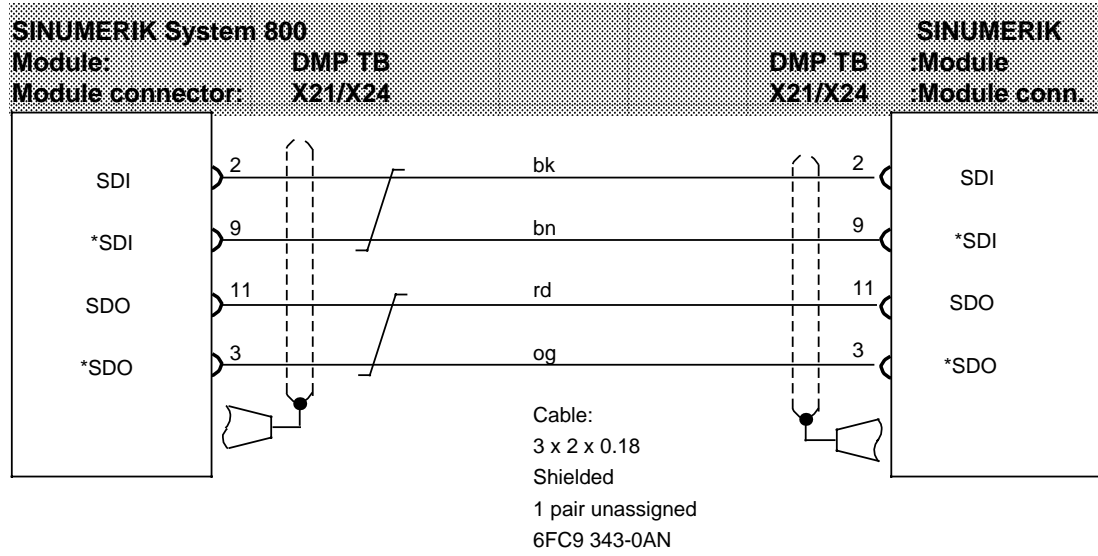 SINUMERIK System 800 SINUMERIK
Module: DMP TB DMP TB :Module
Module connector: X21/X24 X21/X24 :Module conn.
SDI 2 bk 2 SDI
*SDI 9 bn 9 *SDI
SDO 11 rd 11 SDO
*SDO 3 og 3 *SDO
Cable:
3 x 2 x 0.18
Shielded
1 pair unassigned
6FC9 343-0AN